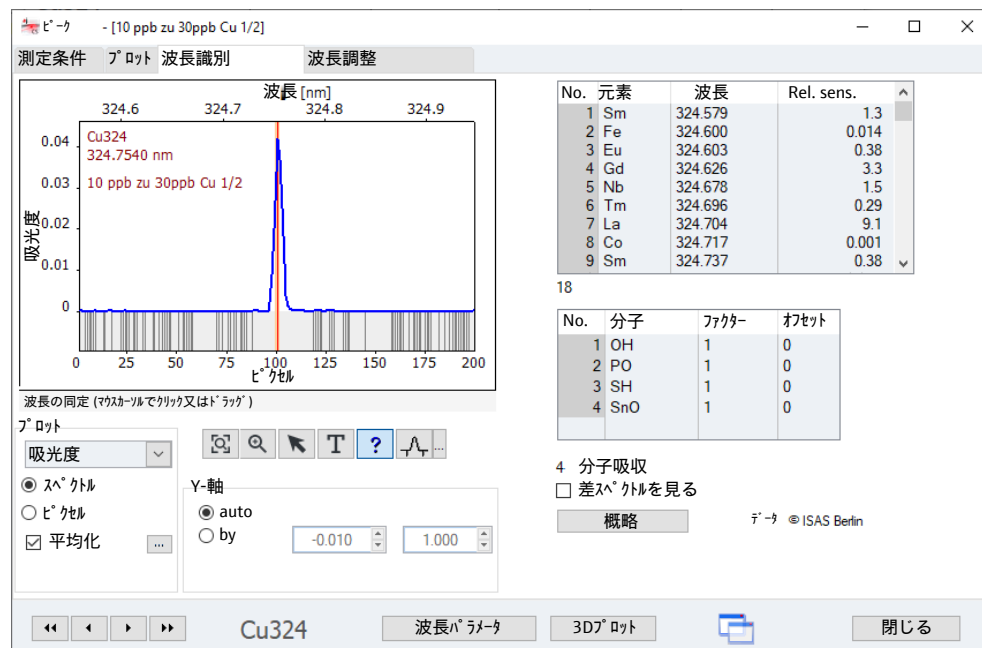 ピーク - [10 ppb zu 30ppb Cu 1/2]
測定条件 プロット 波長識別 波長調整
波長 [nm]
324.6 324.7 324.8 324.9
Cu324
324.7540 nm
10 ppb zu 30ppb Cu 1/2
吸光度
0.04
0.03
0.02
0.01
0
0 25 50 75 100 125 150 175 200
ピクセル
波長の同定 (マウスカーソルでクリック又はドラッグ)
No. 元素 波長 Rel. sens.
1 Sm 324.579 1.3
2 Fe 324.600 0.014
3 Eu 324.603 0.38
4 Gd 324.626 3.3
5 Nb 324.678 1.5
6 Tm 324.696 0.29
7 La 324.704 9.1
8 Co 324.717 0.001
9 Sm 324.737 0.38
18
No. 分子 ファクター オフセット
1 OH 1 0
2 PO 1 0
3 SH 1 0
4 SnO 1 0
4 分子吸収
差スペクトルを見る
概略 データ © ISAS Berlin
プロット
吸光度
スペクトル
ピクセル
平均化 ...
T ? ...
Y-軸
auto
by -0.010 1.000
Cu324 波長パラメータ 3Dプロット 閉じる